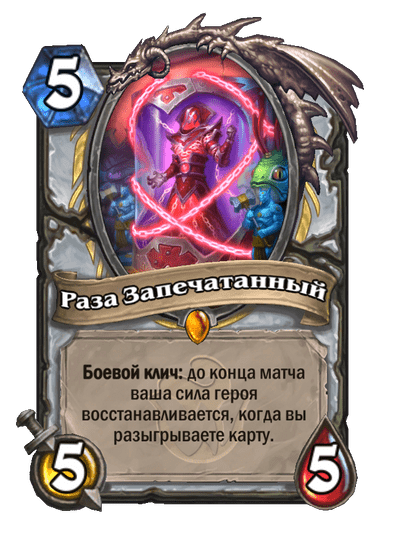 5
Раза Запечатанный
Боевой клич: до конца матча
ваша сила героя
восстанавливается, когда вы
разыгрываете карту.
5
5